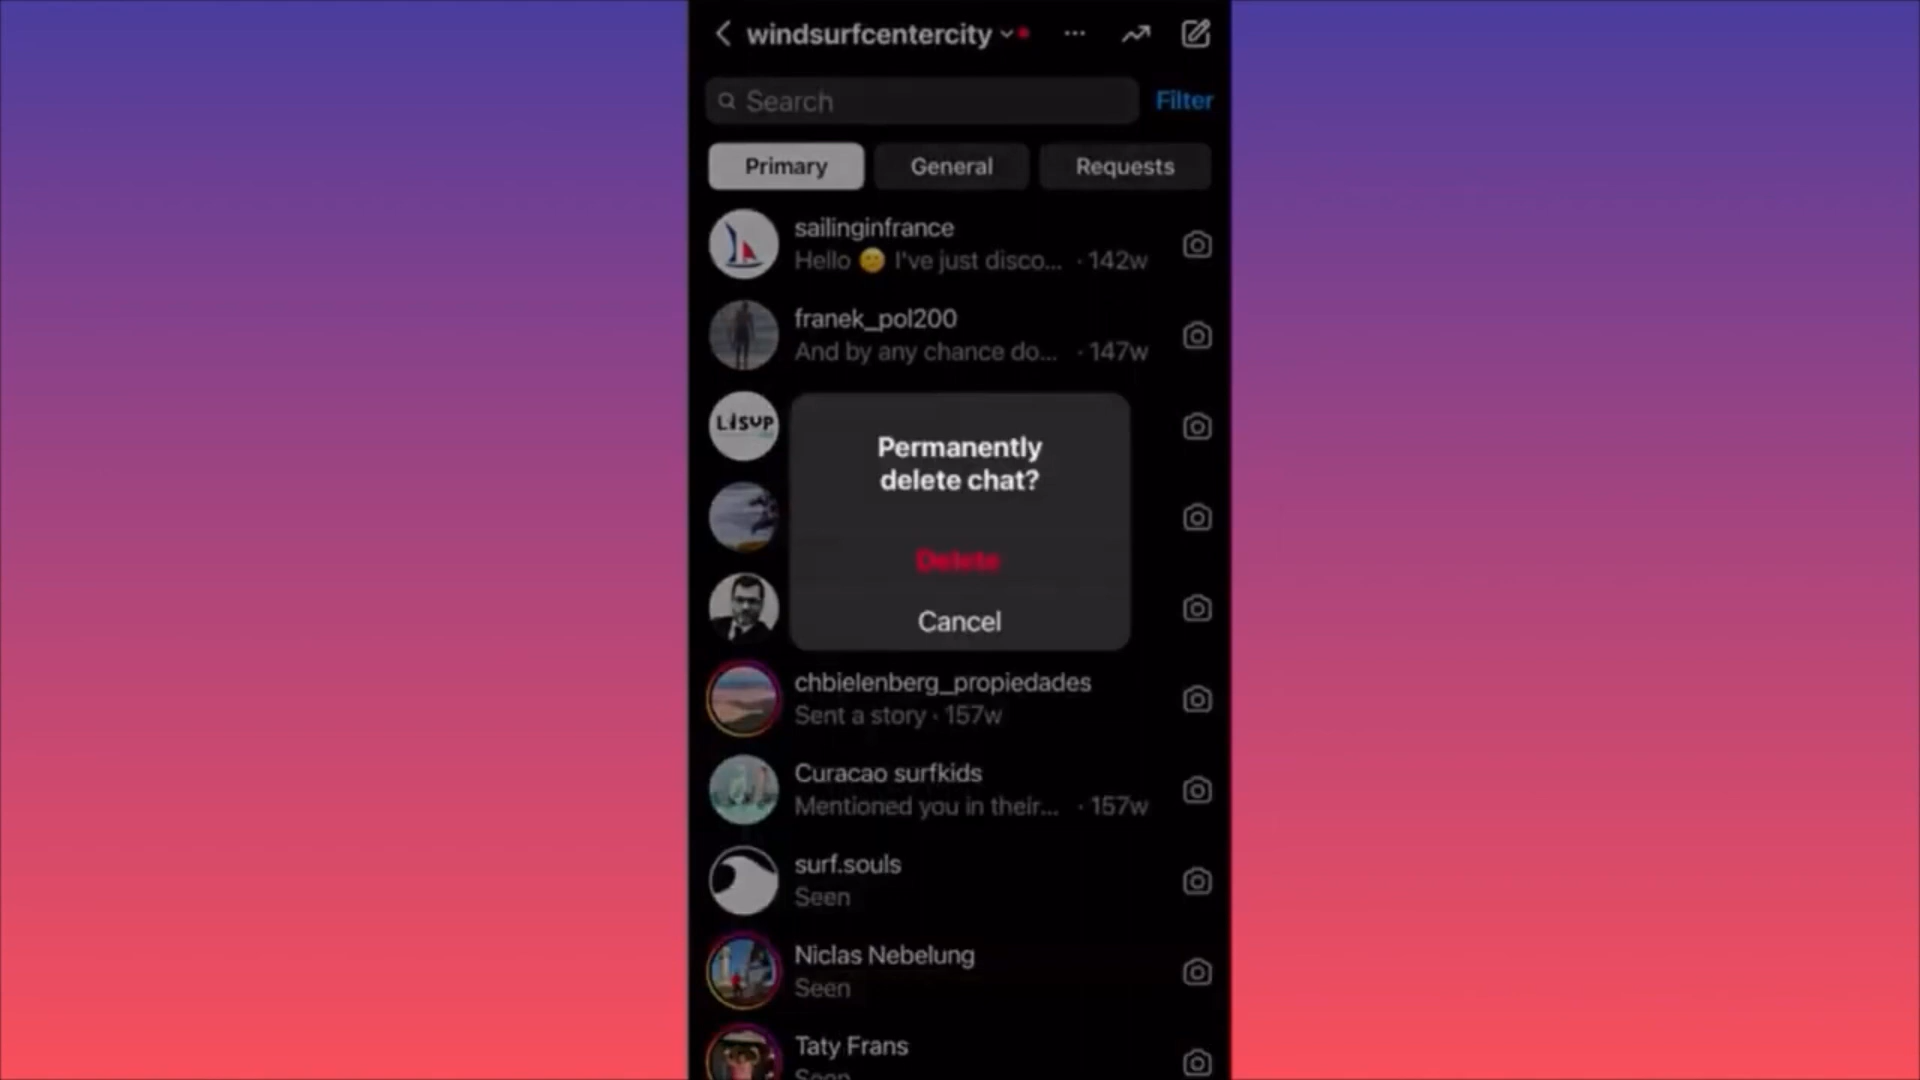 windsurfcentercity
Search
Filter
Primary
General
Requests
sailinginfrance
Hello 🫤 I've just disco... · 142w
franek_pol200
And by any chance do... · 147w
LiSUP
Permanently
delete chat?
Delete
Cancel
chbielenberg_propiedades
Sent a story · 157w
Curacao surfkids
Mentioned you in their... · 157w
surf.souls
Seen
Niclas Nebelung
Seen
Taty Frans
Seen